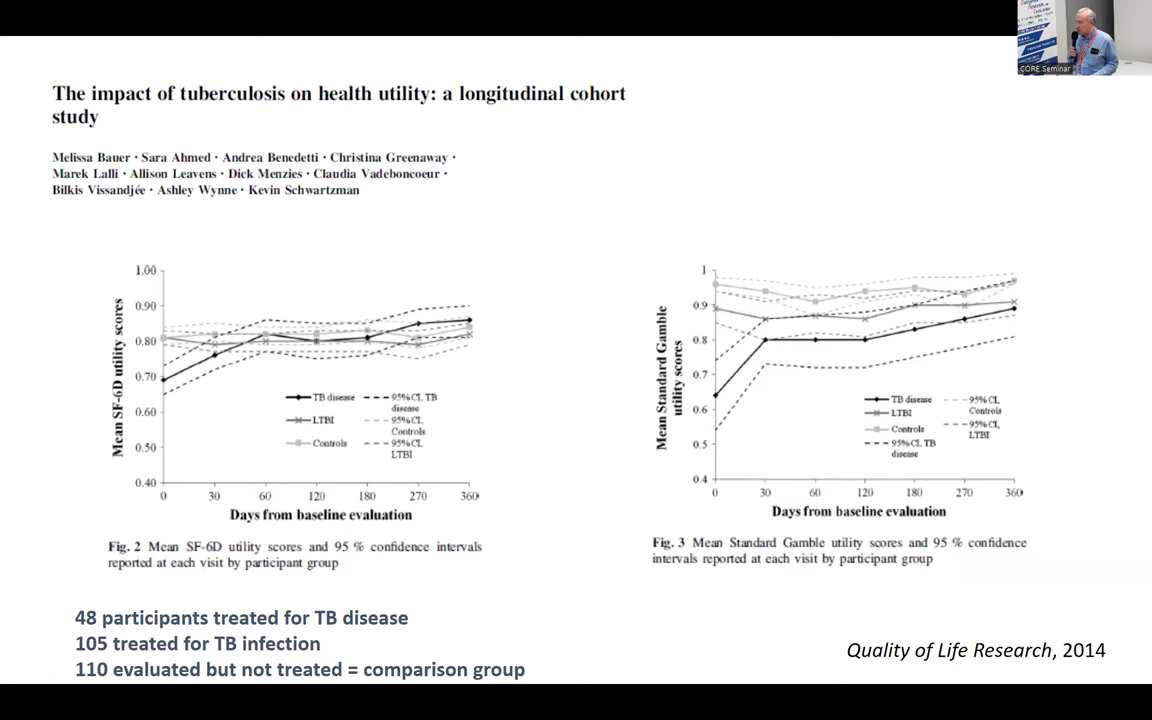 CORE Seminar
The impact of tuberculosis on health utility: a longitudinal cohort
study
Melissa Bauer · Sara Ahmed · Andrea Benedetti · Christina Greenaway ·
Marek Lalli · Allison Leavens · Dick Menzies · Claudia Vadeboncoeur ·
Bilkis Vissandjée · Ashley Wynne · Kevin Schwartzman
Mean SF-6D utility scores
1.00
0.90
0.80
0.70
0.60
0.50
0.40
0 30 60 120 180 270 360
Days from baseline evaluation
TB disease
LTBI
Controls
95%CI, TB
disease
95%CI,
Controls
95%CI,
LTBI
Fig. 2 Mean SF-6D utility scores and 95 % confidence intervals
reported at each visit by participant group
Mean Standard Gamble
utility scores
1
0.9
0.8
0.7
0.6
0.5
0.4
0 30 60 120 180 270 360
Days from baseline evaluation
TB disease
LTBI
Controls
95%CI, TB
disease
95%CI,
Controls
95%CI,
LTBI
Fig. 3 Mean Standard Gamble utility scores and 95 % confidence
intervals reported at each visit by participant group
48 participants treated for TB disease
105 treated for TB infection
110 evaluated but not treated = comparison group
Quality of Life Research, 2014